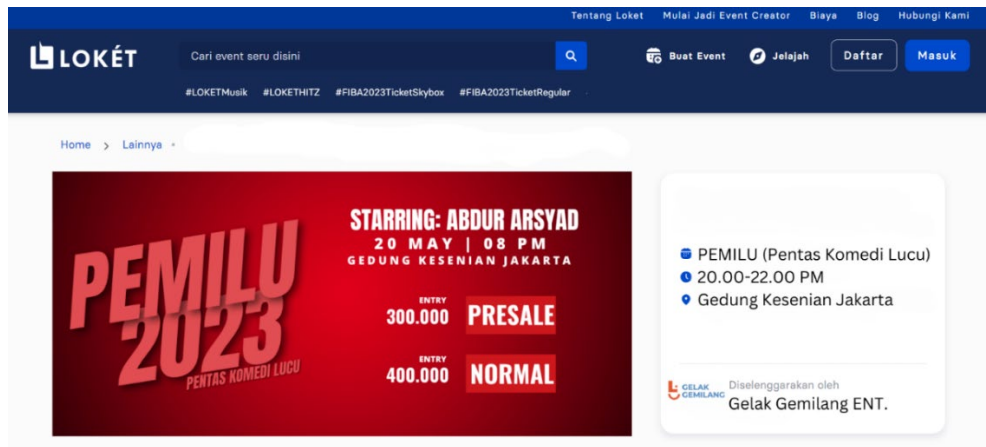 Tentang Loket Mulai Jadi Event Creator Biaya Blog Hubungi Kami
LOKÉT
Cari event seru disini
Buat Event Jelajah Daftar Masuk
#LOKETMusik #LOKETHITZ #FIBA2023TicketSkybox #FIBA2023TicketRegular
Home > Lainnya
PEMILU
2023
PENTAS KOMEDI LUCU
STARRING: ABDUR ARSYAD
20 MAY | 08 PM
GEDUNG KESENIAN JAKARTA
ENTRY
300.000 PRESALE
ENTRY
400.000 NORMAL
PEMILU (Pentas Komedi Lucu)
20.00-22.00 PM
Gedung Kesenian Jakarta
GELAK
GEMILANG
Diselenggarakan oleh
Gelak Gemilang ENT.